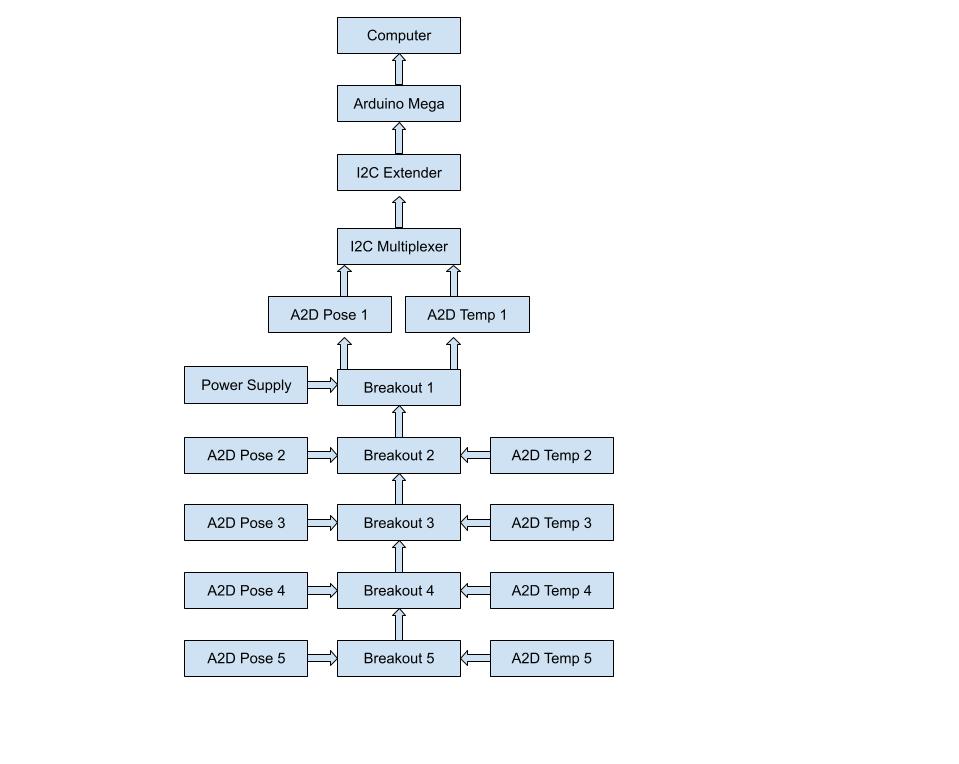 Computer
Arduino Mega
I2C Extender
I2C Multiplexer
A2D Pose 1
A2D Temp 1
Power Supply
Breakout 1
A2D Pose 2
Breakout 2
A2D Temp 2
A2D Pose 3
Breakout 3
A2D Temp 3
A2D Pose 4
Breakout 4
A2D Temp 4
A2D Pose 5
Breakout 5
A2D Temp 5